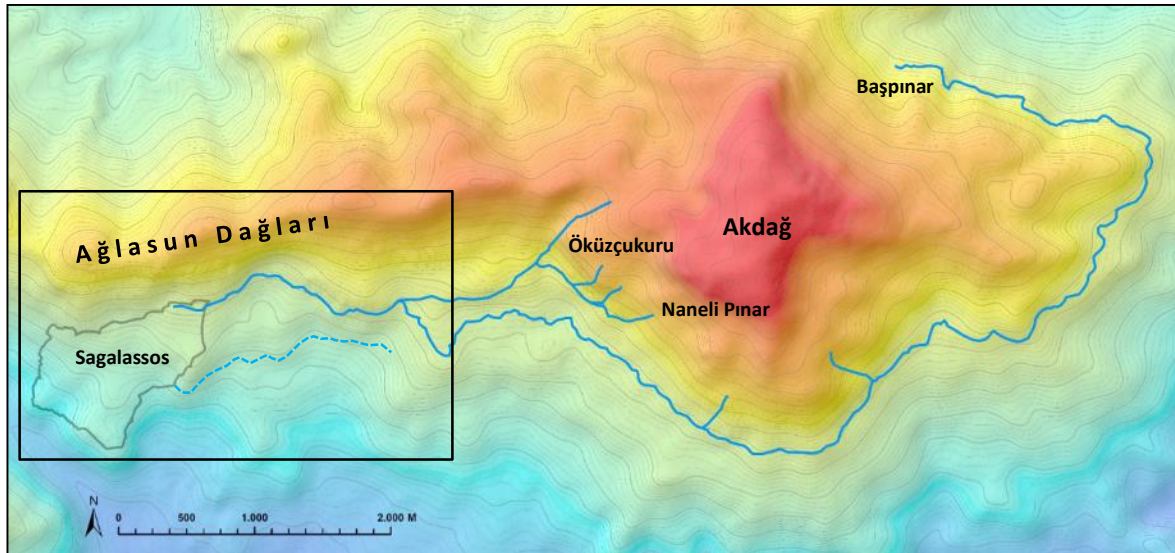 Başpınar
Ağlasun Dağları
Öküzçukuru
Akdağ
Naneli Pınar
Sagalassos
N
0 500 1.000 2.000 M